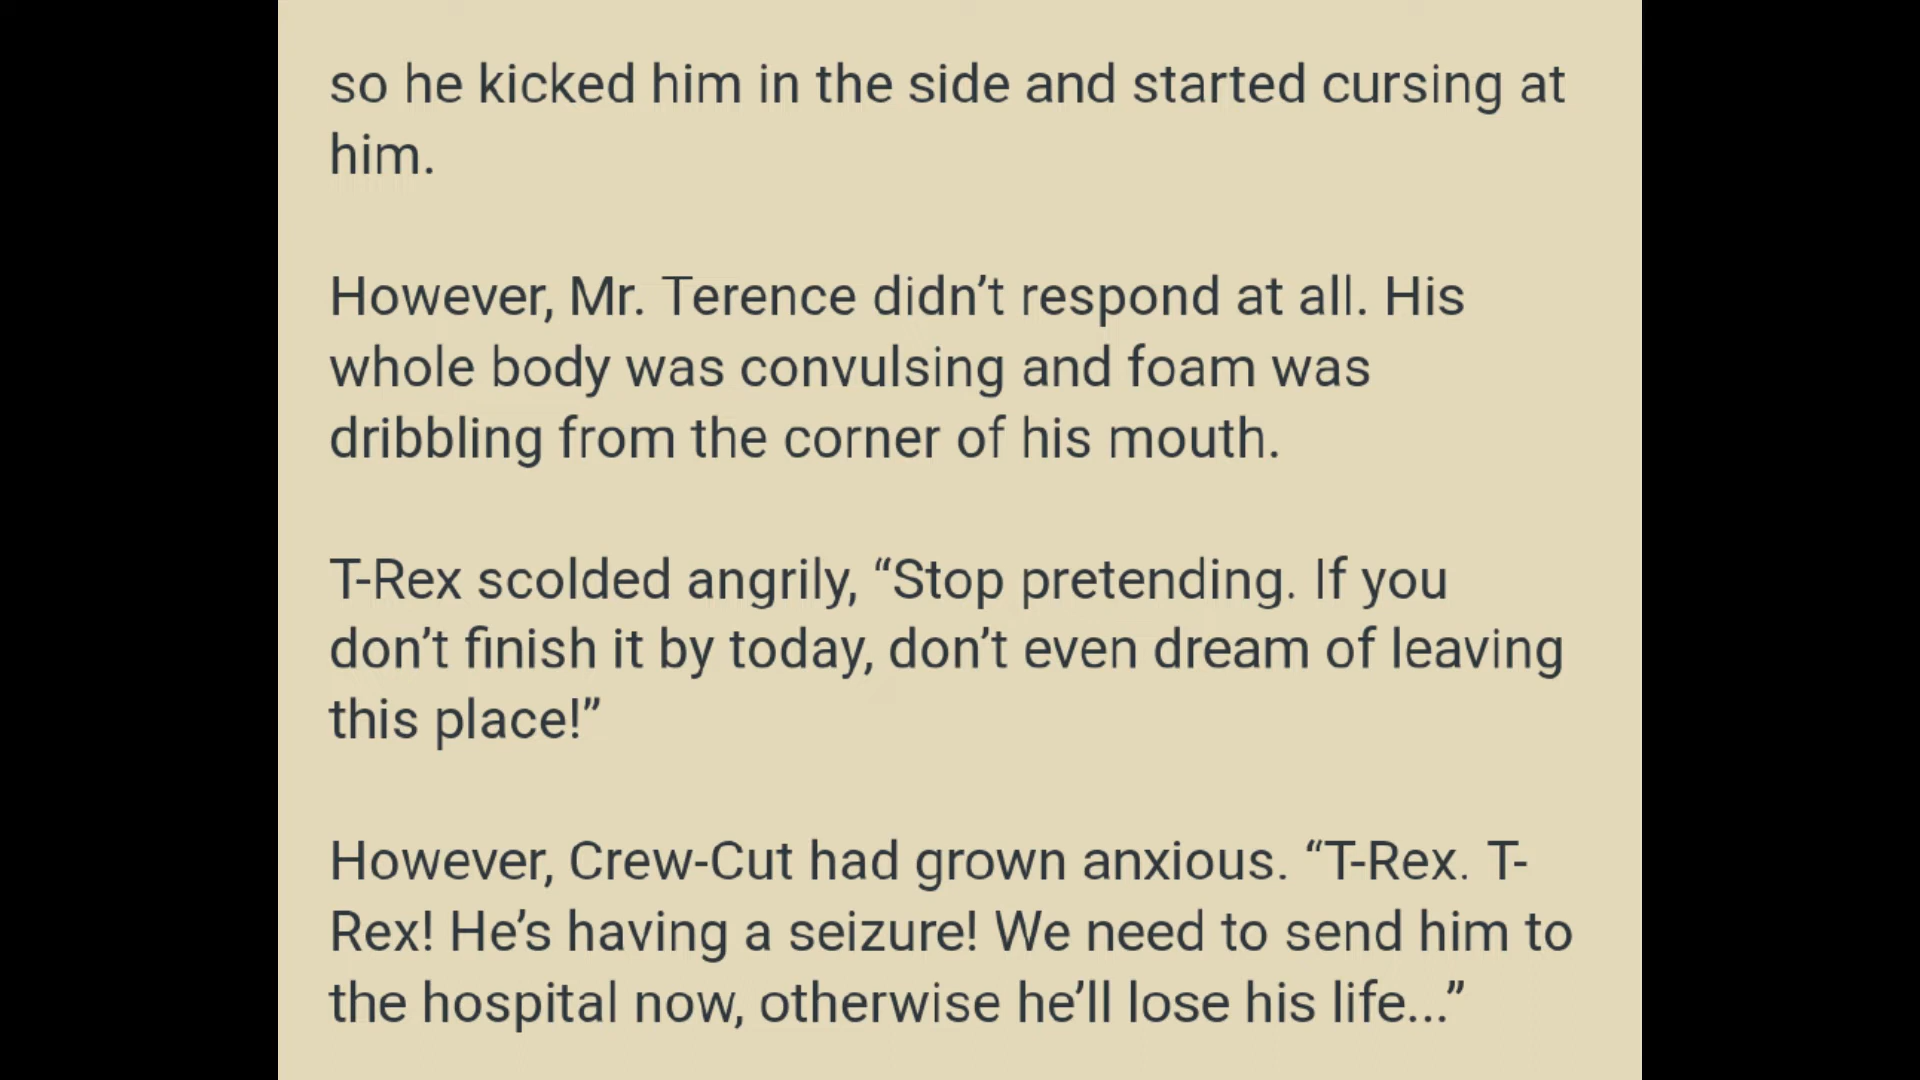 so he kicked him in the side and started cursing at
him.
However, Mr. Terence didn’t respond at all. His
whole body was convulsing and foam was
dribbling from the corner of his mouth.
T-Rex scolded angrily, “Stop pretending. If you
don’t finish it by today, don’t even dream of leaving
this place!”
However, Crew-Cut had grown anxious. “T-Rex. T-
Rex! He’s having a seizure! We need to send him to
the hospital now, otherwise he’ll lose his life...”